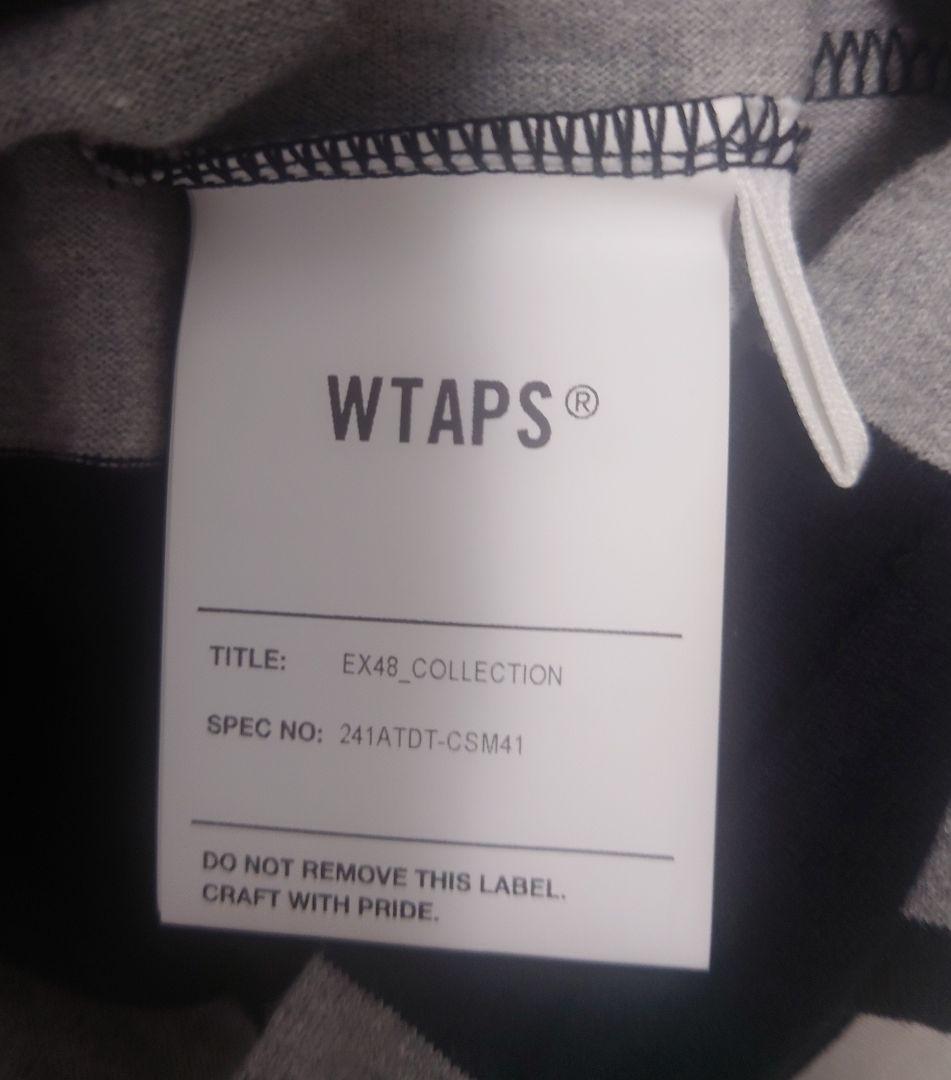 WTAPS®
TITLE: EX48_COLLECTION
SPEC NO: 241ATDT-CSM41
DO NOT REMOVE THIS LABEL.
CRAFT WITH PRIDE.